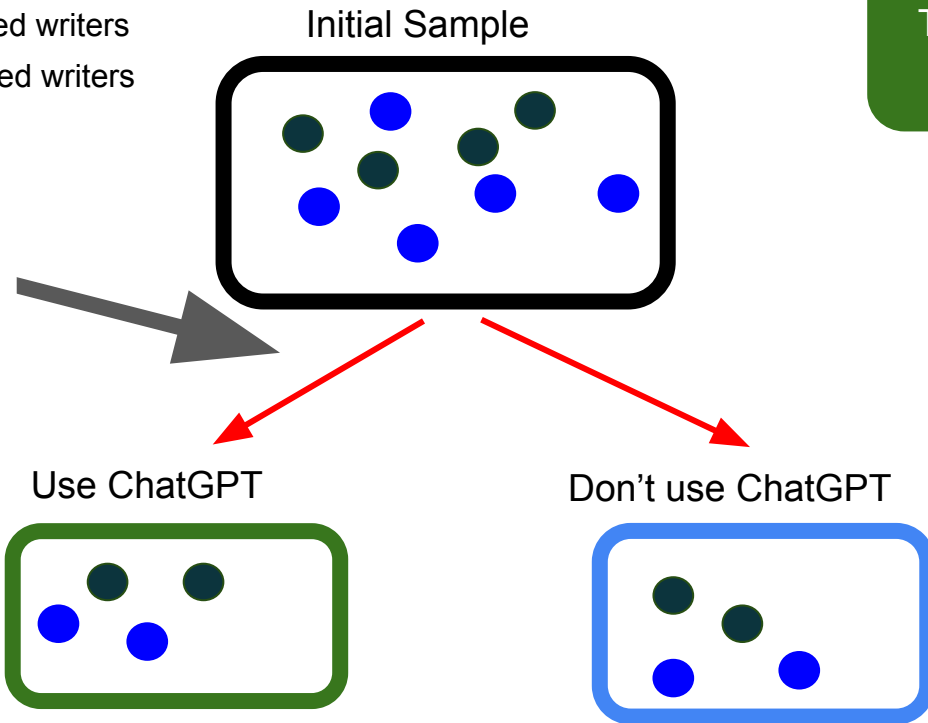 ed writers
Initial Sample
ed writers
Use ChatGPT
Don’t use ChatGPT